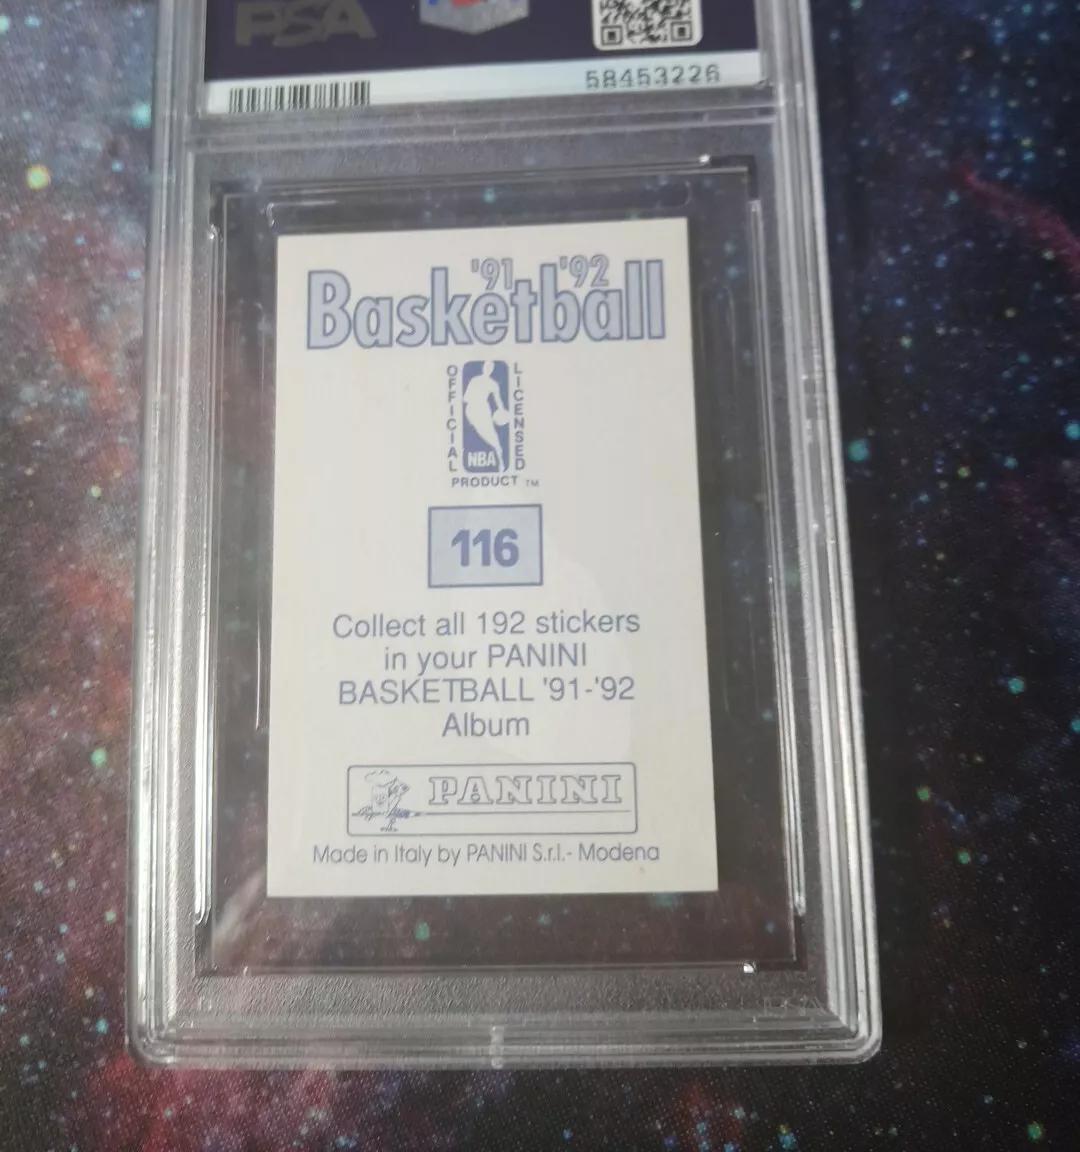 PSA
58453226
'91 '92
Basketball
OFFICIAL LICENSED
NBA
PRODUCT ™
116
Collect all 192 stickers
in your PANINI
BASKETBALL '91-'92
Album
PANINI
Made in Italy by PANINI S.r.l.- Modena
PSA